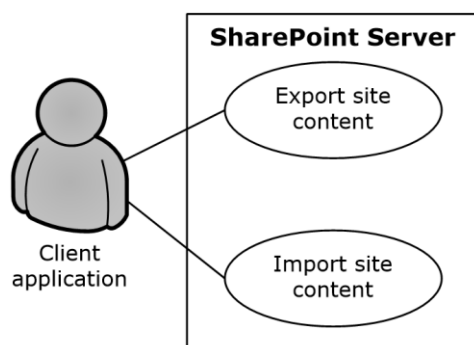 SharePoint Server
Export site
content
Client
application
Import site
content